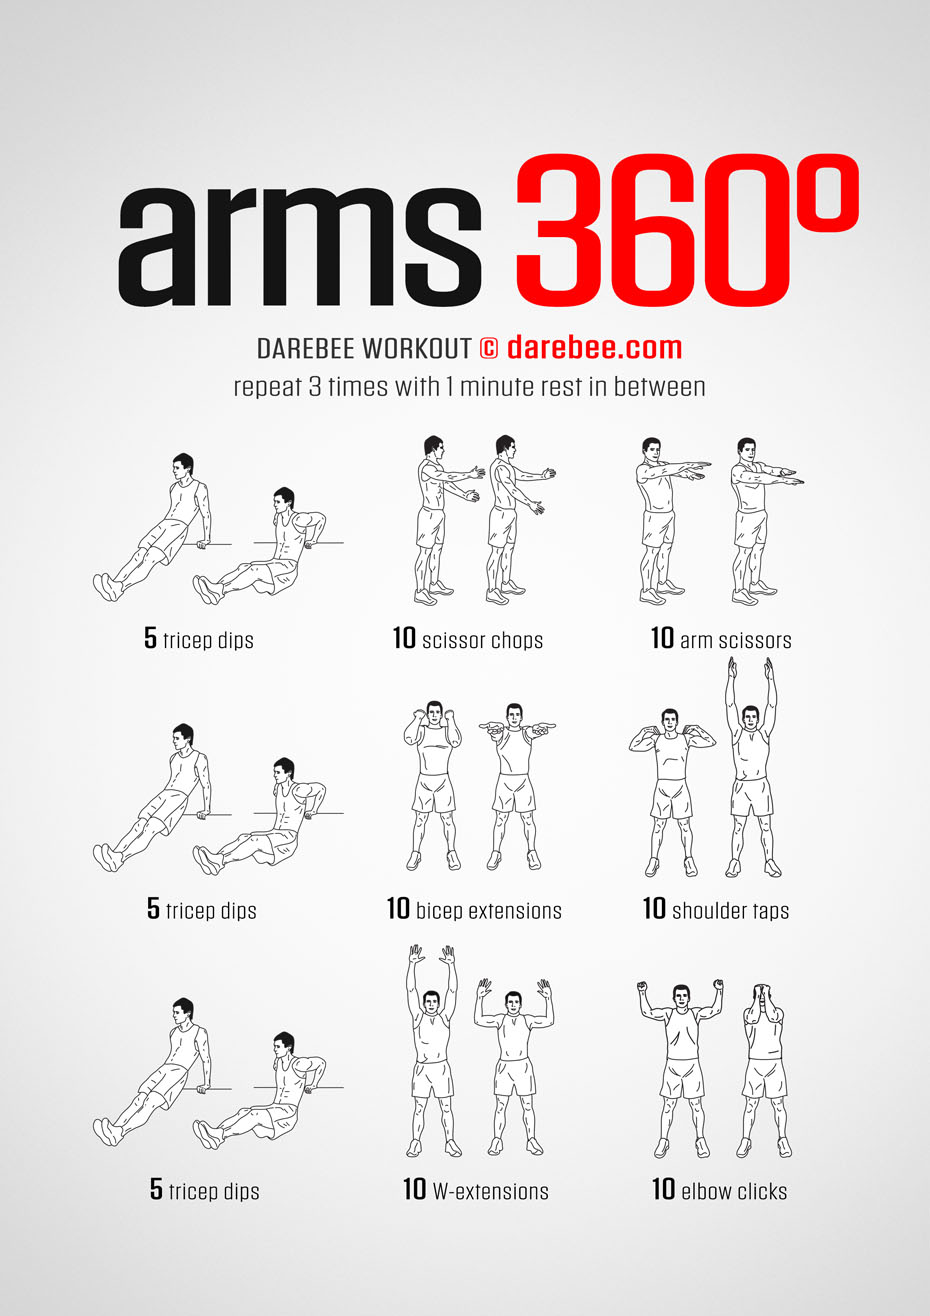 arms 360°
DAREBEE WORKOUT © darebee.com
repeat 3 times with 1 minute rest in between
5 tricep dips
10 scissor chops
10 arm scissors
5 tricep dips
10 bicep extensions
10 shoulder taps
5 tricep dips
10 W-extensions
10 elbow clicks